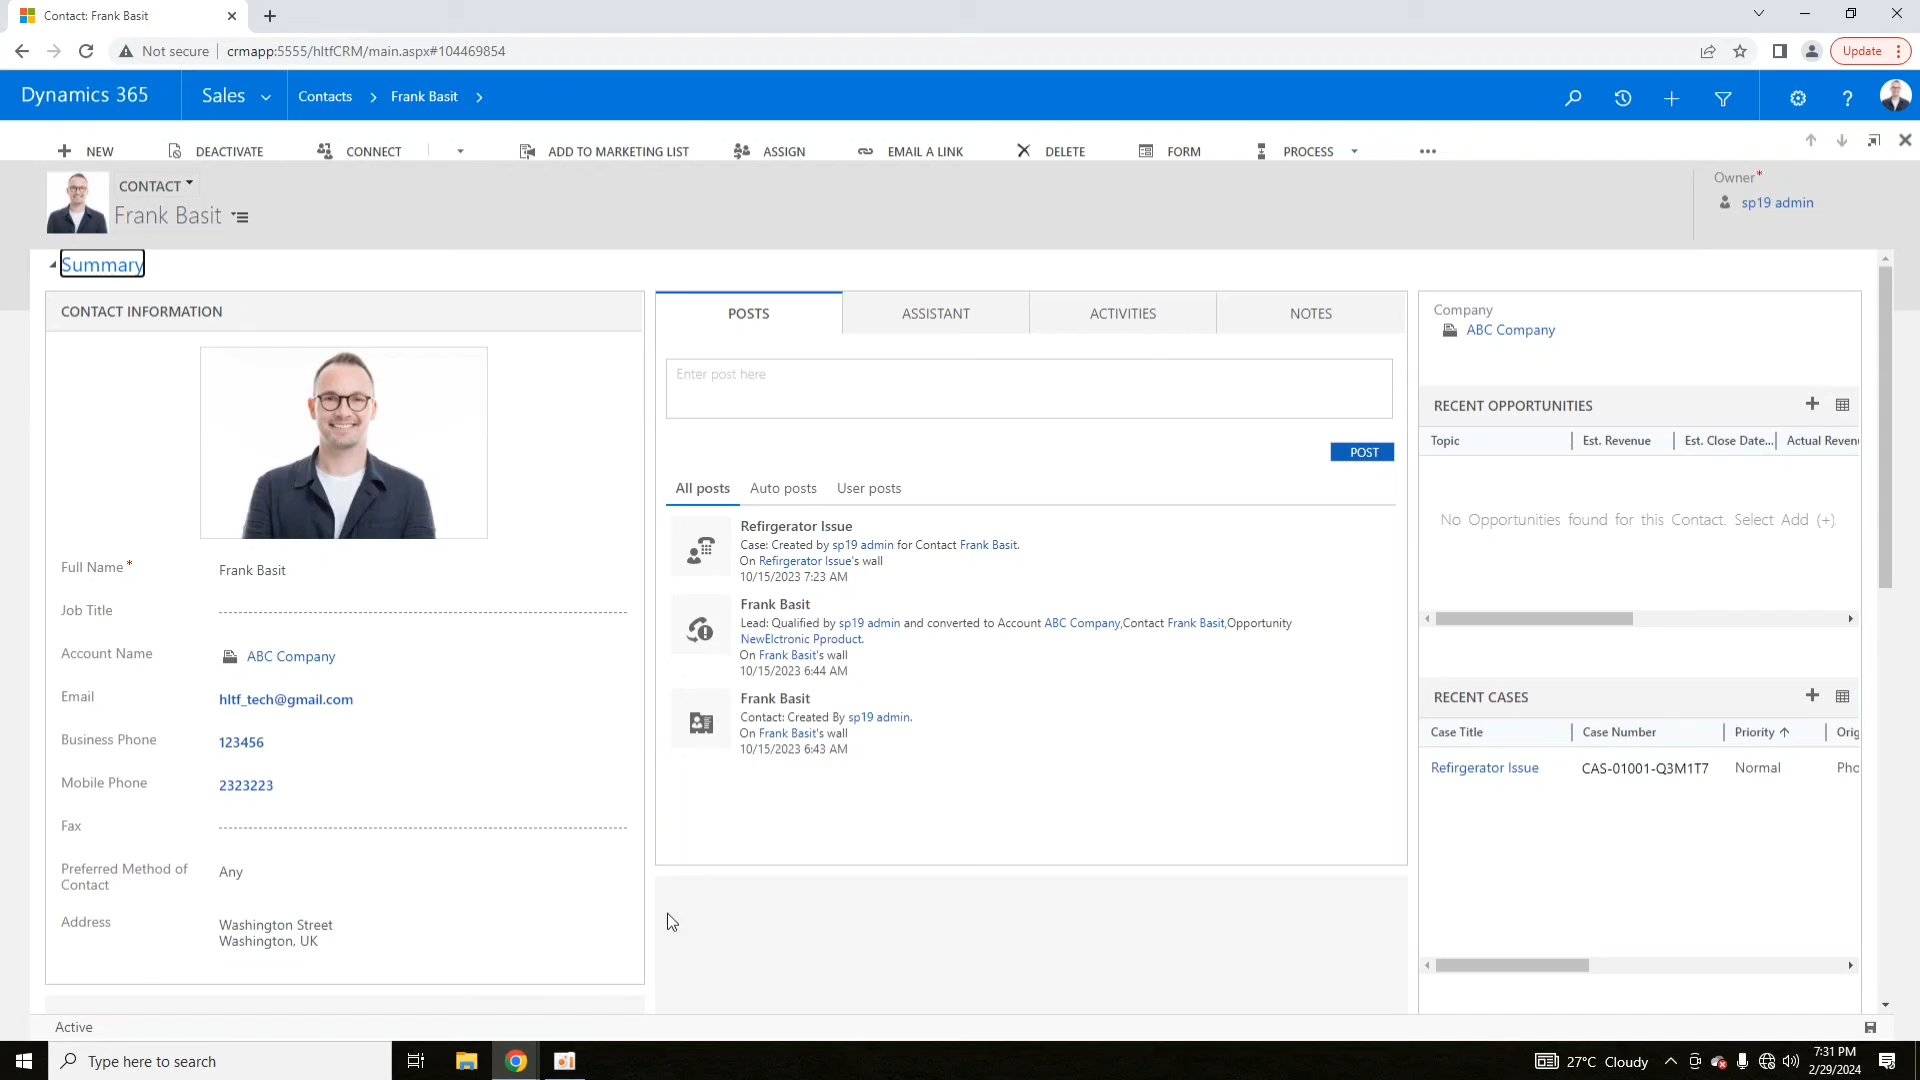 Contact: Frank Basit
Not secure
crmapp:5555/hltfCRM/main.aspx#104469854
Update
Dynamics 365
Sales
Contacts
Frank Basit
?
NEW
DEACTIVATE
CONNECT
ADD TO MARKETING LIST
ASSIGN
EMAIL A LINK
DELETE
FORM
PROCESS
CONTACT
Frank Basit
Owner*
sp19 admin
Summary
CONTACT INFORMATION
Full Name*
Frank Basit
Job Title
Account Name
ABC Company
Email
hltf_tech@gmail.com
Business Phone
123456
Mobile Phone
2323223
Fax
Preferred Method of
Contact
Any
Address
Washington Street
Washington, UK
POSTS
ASSISTANT
ACTIVITIES
NOTES
Enter post here
POST
All posts
Auto posts
User posts
Refirgerator Issue
Case: Created by sp19 admin for Contact Frank Basit.
On Refirgerator Issue's wall
10/15/2023 7:23 AM
Frank Basit
Lead: Qualified by sp19 admin and converted to Account ABC Company,Contact Frank Basit,Opportunity
NewElctronic Pproduct.
On Frank Basit's wall
10/15/2023 6:44 AM
Frank Basit
Contact: Created By sp19 admin.
On Frank Basit's wall
10/15/2023 6:43 AM
Company
ABC Company
RECENT OPPORTUNITIES
Topic
Est. Revenue
Est. Close Date...
Actual Revenu
No Opportunities found for this Contact. Select Add (+).
RECENT CASES
Case Title
Case Number
Priority
Orig
Refirgerator Issue
CAS-01001-Q3M1T7
Normal
Pho
Active
Type here to search
27°C Cloudy
7:31 PM
2/29/2024